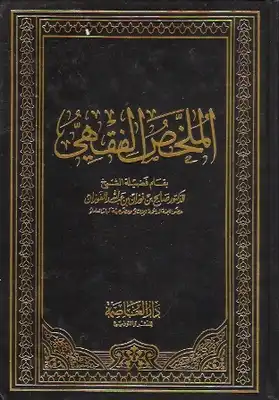 الملخص الفقهي
بقلم فضيلة الشيخ
الدكتور صالح بن فوزان بن عبد الله الفوزان
دار العاصمة
للنشر والتوزيع